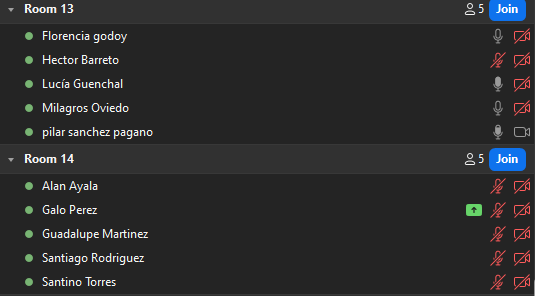 Room 13 5 Join
Florencia godoy
Hector Barreto
Lucía Guenchal
Milagros Oviedo
pilar sanchez pagano
Room 14 5 Join
Alan Ayala
Galo Perez
Guadalupe Martinez
Santiago Rodriguez
Santino Torres